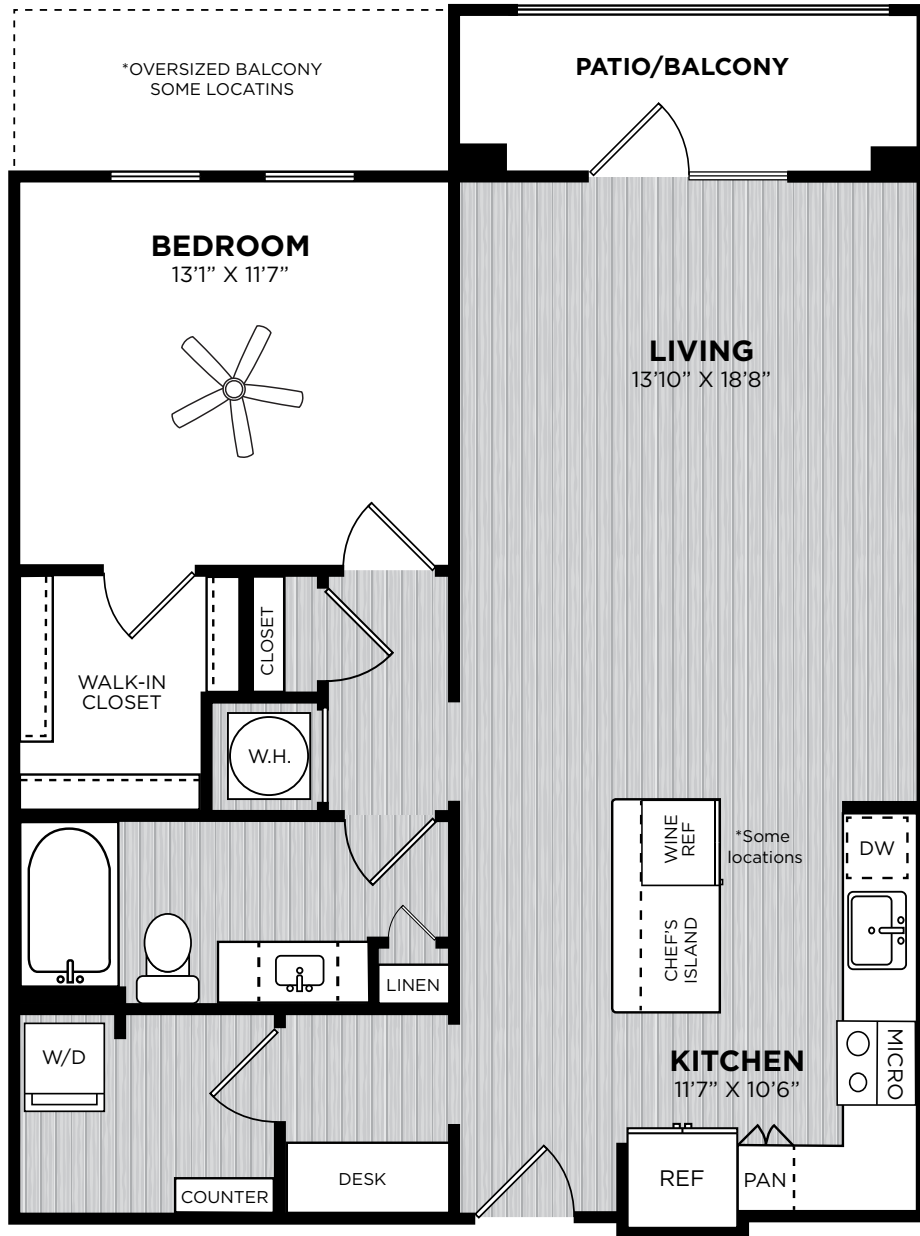 *OVERSIZED BALCONY
SOME LOCATINS
PATIO/BALCONY
BEDROOM
13’1” X 11’7”
LIVING
13’10” X 18’8”
CLOSET
WALK-IN
CLOSET
W.H.
WINE
REF
*Some
locations
DW
CHEF'S
ISLAND
LINEN
W/D
KITCHEN
11’7” X 10’6”
MICRO
REF
PAN
DESK
COUNTER